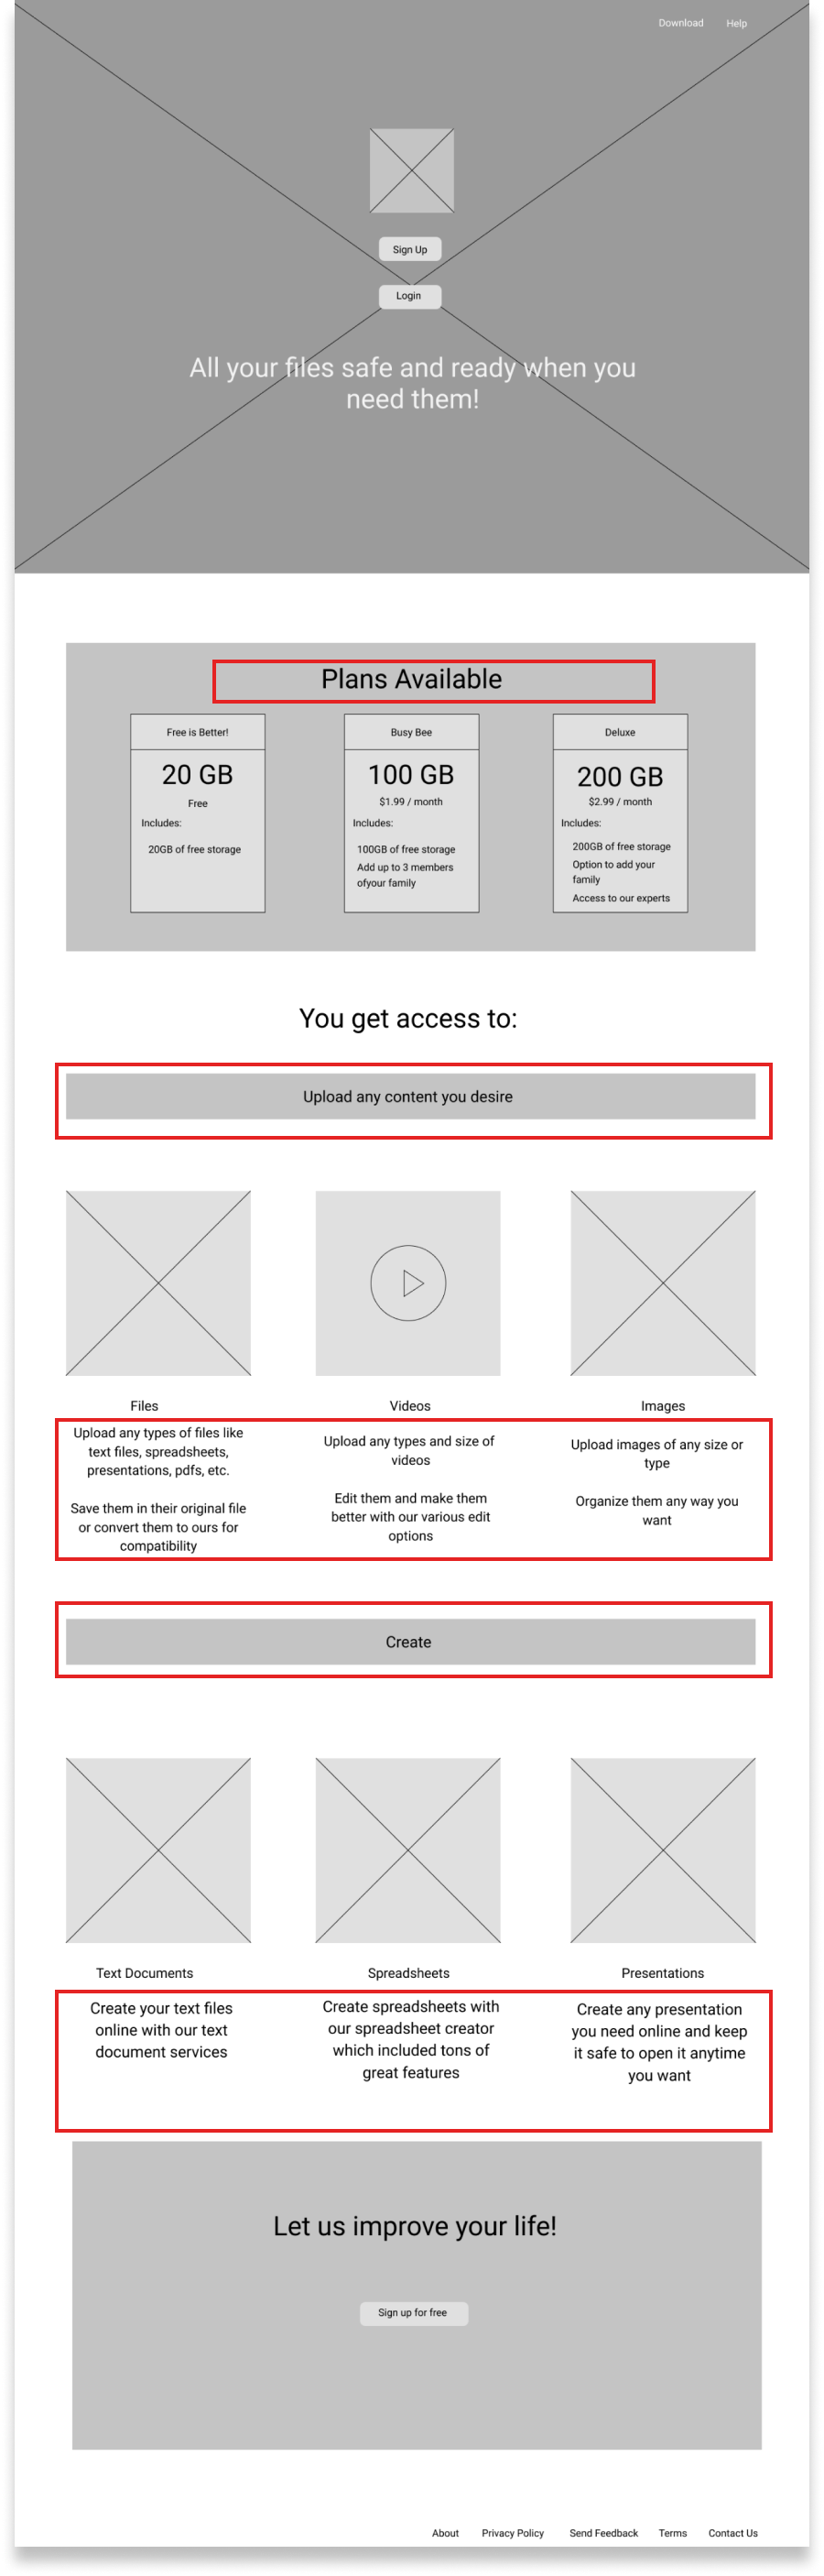 Download Help
Sign Up
Login
All your files safe and ready when you
need them!
Plans Available
Free is Better!
20 GB
Free
Includes:
20GB of free storage
Busy Bee
100 GB
$1.99 / month
Includes:
100GB of free storage
Add up to 3 members
ofyour family
Deluxe
200 GB
$2.99 / month
Includes:
200GB of free storage
Option to add your
family
Access to our experts
You get access to:
Upload any content you desire
Files
Upload any types of files like
text files, spreadsheets,
presentations, pdfs, etc.
Save them in their original file
or convert them to ours for
compatibility
Videos
Upload any types and size of
videos
Edit them and make them
better with our various edit
options
Images
Upload images of any size or
type
Organize them any way you
want
Create
Text Documents
Create your text files
online with our text
document services
Spreadsheets
Create spreadsheets with
our spreadsheet creator
which included tons of
great features
Presentations
Create any presentation
you need online and keep
it safe to open it anytime
you want
Let us improve your life!
Sign up for free
About Privacy Policy Send Feedback Terms Contact Us